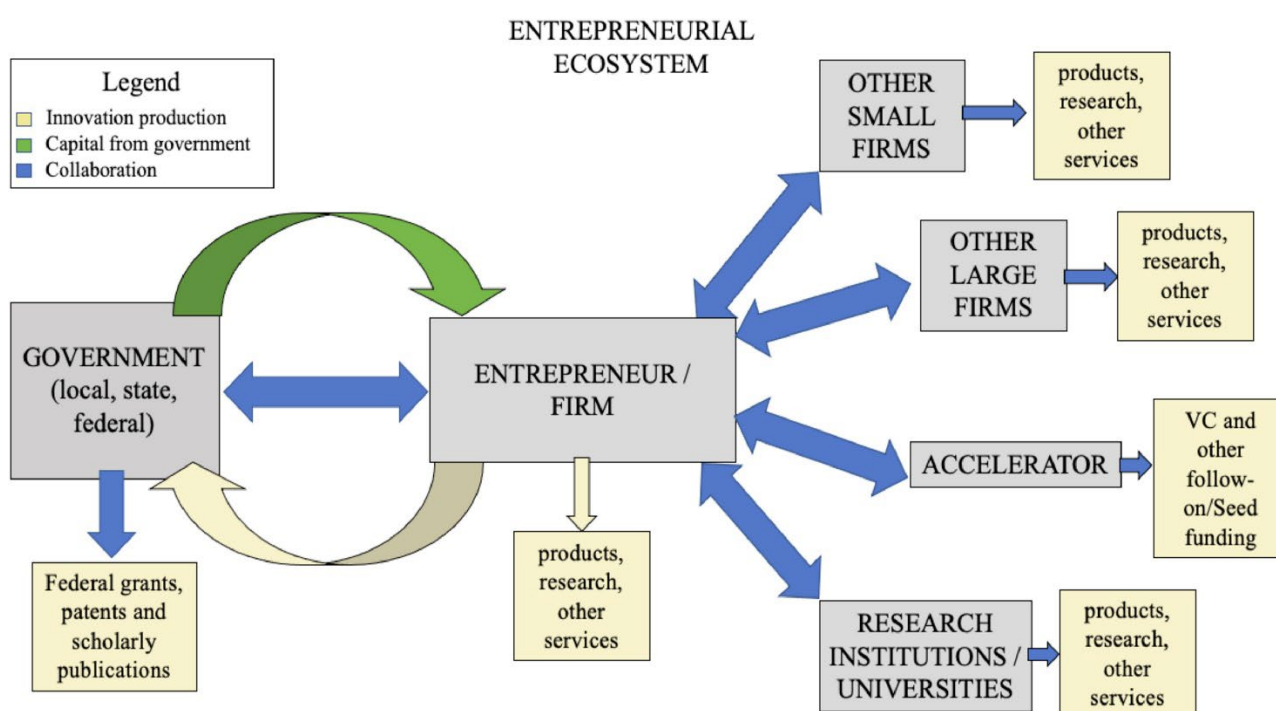 ENTREPRENEURIAL
ECOSYSTEM
Legend
Innovation production
Capital from government
Collaboration
OTHER
SMALL
FIRMS
products,
research,
other
services
OTHER
LARGE
FIRMS
products,
research,
other
services
GOVERNMENT
(local, state,
federal)
ENTREPRENEUR /
FIRM
ACCELERATOR
VC and
other
follow-
on/Seed
funding
Federal grants,
patents and
scholarly
publications
products,
research,
other
services
RESEARCH
INSTITUTIONS /
UNIVERSITIES
products,
research,
other
services